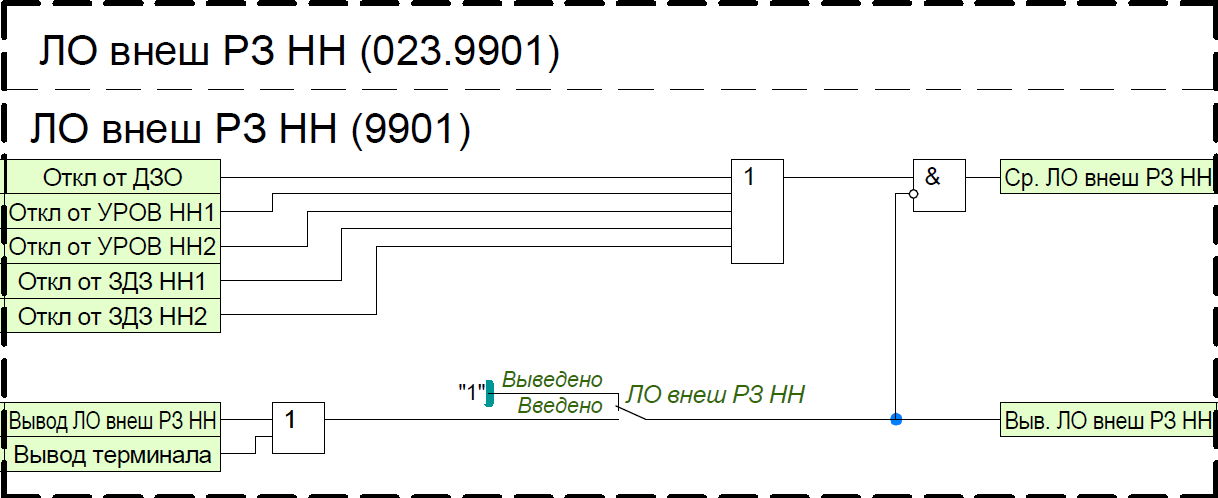 ЛО внеш РЗ НН (023.9901)
ЛО внеш РЗ НН (9901)
Откл от ДЗО
Откл от УРОВ НН1
Откл от УРОВ НН2
Откл от ЗДЗ НН1
Откл от ЗДЗ НН2
1
&
Ср. ЛО внеш РЗ НН
"1"
Выведено
Введено
ЛО внеш РЗ НН
Вывод ЛО внеш РЗ НН
Вывод терминала
1
Выв. ЛО внеш РЗ НН